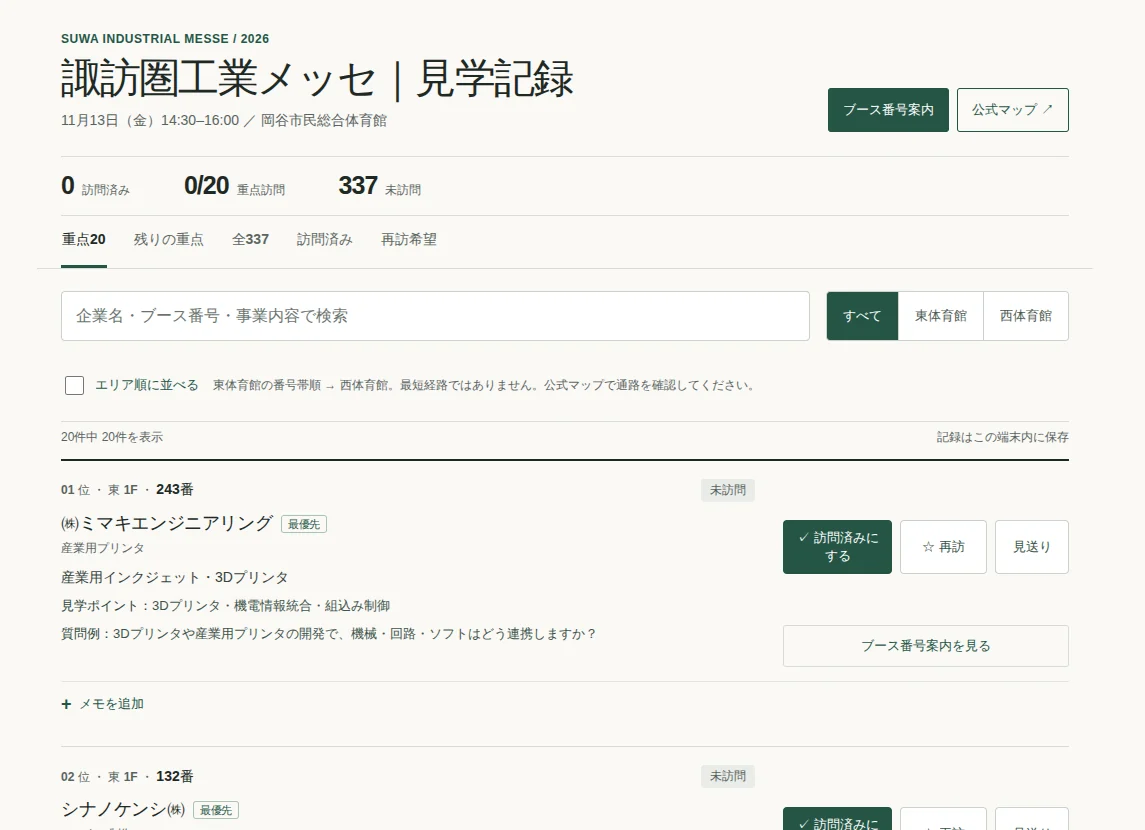 SUWA INDUSTRIAL MESSE / 2026
諏訪圏工業メッセ｜見学記録
11月13日（金）14:30–16:00 ／ 岡谷市民総合体育館
ブース番号案内
公式マップ ↗
0 訪問済み 0/20 重点訪問 337 未訪問
重点20 残りの重点 全337 訪問済み 再訪希望
企業名・ブース番号・事業内容で検索
すべて 東体育館 西体育館
エリア順に並べる 東体育館の番号帯順 → 西体育館。最短経路ではありません。公式マップで通路を確認してください。
20件中 20件を表示 記録はこの端末内に保存
01 位 ・ 東 1F ・ 243番 未訪問
㈱ミマキエンジニアリング 最優先
産業用プリンタ
産業用インクジェット・3Dプリンタ
見学ポイント：3Dプリンタ・機電情報統合・組込み制御
質問例：3Dプリンタや産業用プリンタの開発で、機械・回路・ソフトはどう連携しますか？
✓ 訪問済みに
する
☆ 再訪
見送り
ブース番号案内を見る
+ メモを追加
02 位 ・ 東 1F ・ 132番 未訪問
シナノケンシ㈱ 最優先
✓ 訪問済みに